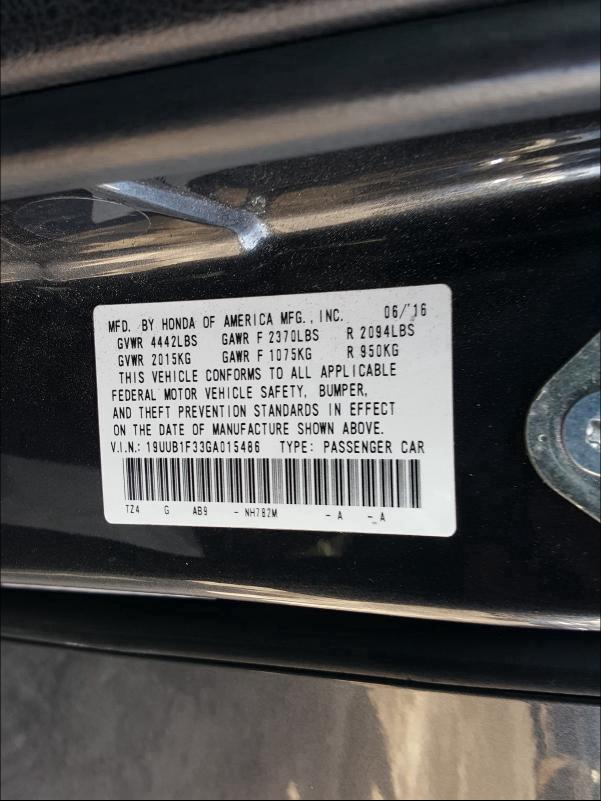 MFD. BY HONDA OF AMERICA MFG., INC. 06/'16
GVWR 4442LBS GAWR F 2370LBS R 2094LBS
GVWR 2015KG GAWR F 1075KG R 950KG
THIS VEHICLE CONFORMS TO ALL APPLICABLE
FEDERAL MOTOR VEHICLE SAFETY, BUMPER,
AND THEFT PREVENTION STANDARDS IN EFFECT
ON THE DATE OF MANUFACTURE SHOWN ABOVE.
V.I.N.: 19UUB1F33GA015486 TYPE: PASSENGER CAR
TZ4 G AB9 - NH782M - A - _A